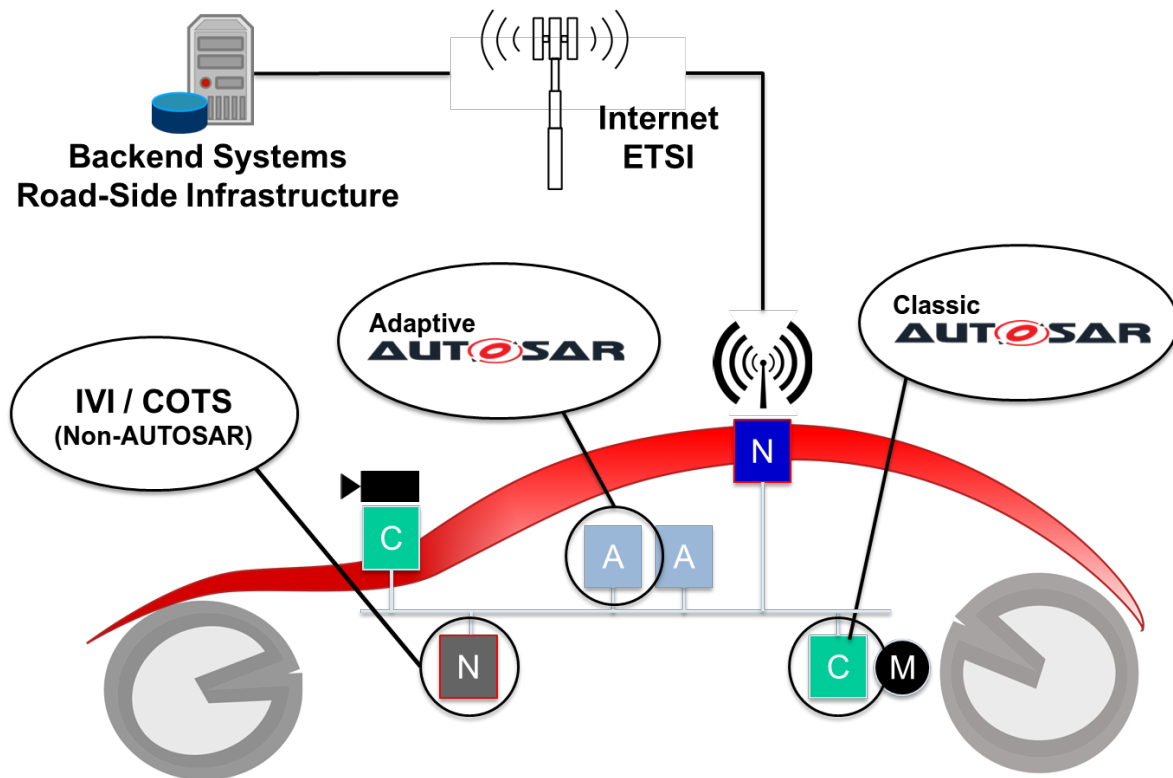 Backend Systems
Road-Side Infrastructure
Internet
ETSI
Adaptive
AUTOSAR
Classic
AUTOSAR
IVI / COTS
(Non-AUTOSAR)
N
C
A
A
N
C
M